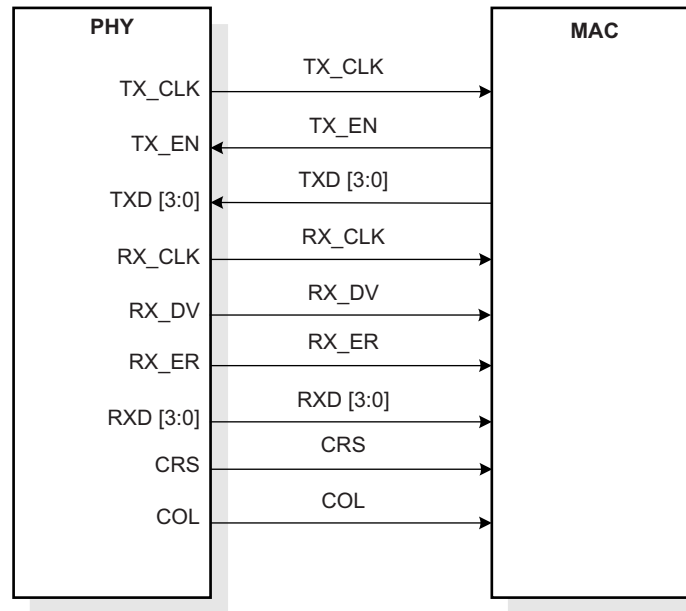 PHY
MAC
TX_CLK
TX_CLK
TX_EN
TX_EN
TXD [3:0]
TXD [3:0]
RX_CLK
RX_CLK
RX_DV
RX_DV
RX_ER
RX_ER
RXD [3:0]
RXD [3:0]
CRS
CRS
COL
COL